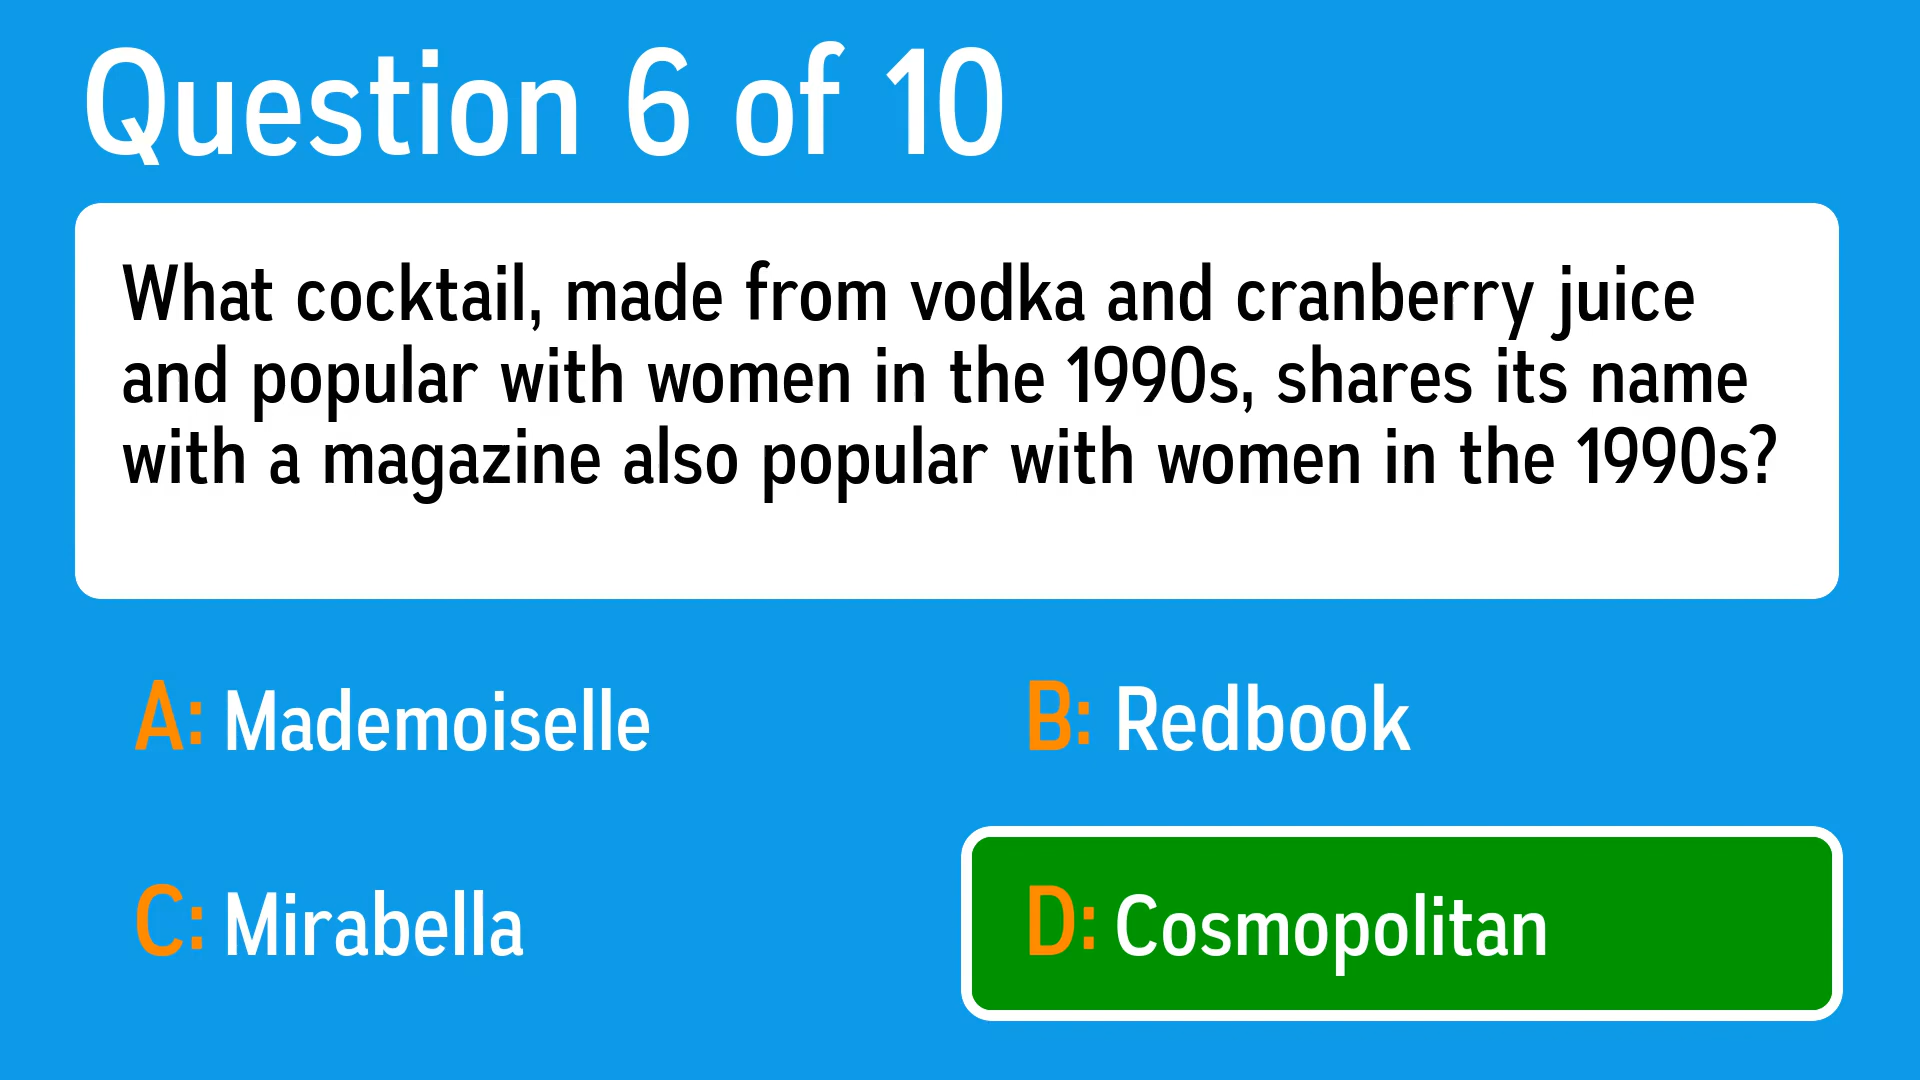 Question 6 of 10
What cocktail, made from vodka and cranberry juice
and popular with women in the 1990s, shares its name
with a magazine also popular with women in the 1990s?
A: Mademoiselle
B: Redbook
C: Mirabella
D: Cosmopolitan